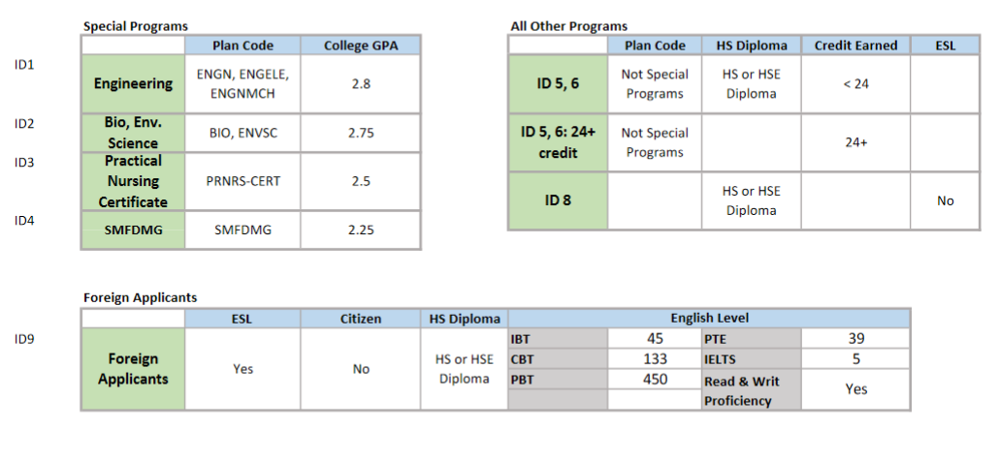 Special Programs
Plan Code College GPA
ID1
Engineering
ENGN, ENGELE,
ENGNMCH
2.8
ID2
Bio, Env.
Science
BIO, ENVSC
2.75
ID3
Practical
Nursing
Certificate
PRNRS-CERT
2.5
ID4
SMFDMG
SMFDMG
2.25
All Other Programs
Plan Code HS Diploma Credit Earned ESL
ID 5, 6
Not Special
Programs
HS or HSE
Diploma
< 24
ID 5, 6: 24+
credit
Not Special
Programs
24+
ID 8
HS or HSE
Diploma
No
Foreign Applicants
ESL Citizen HS Diploma English Level
ID9
Foreign
Applicants
Yes
No
HS or HSE
Diploma
IBT 45 PTE 39
CBT 133 IELTS 5
PBT 450 Read & Writ
Proficiency
Yes